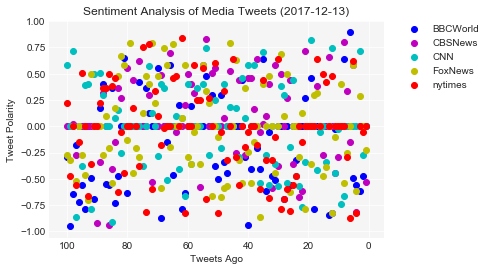 Sentiment Analysis of Media Tweets (2017-12-13)
1.00
0.75
0.50
0.25
0.00
−0.25
−0.50
−0.75
−1.00
Tweet Polarity
100
80
60
40
20
0
Tweets Ago
BBCWorld
CBSNews
CNN
FoxNews
nytimes